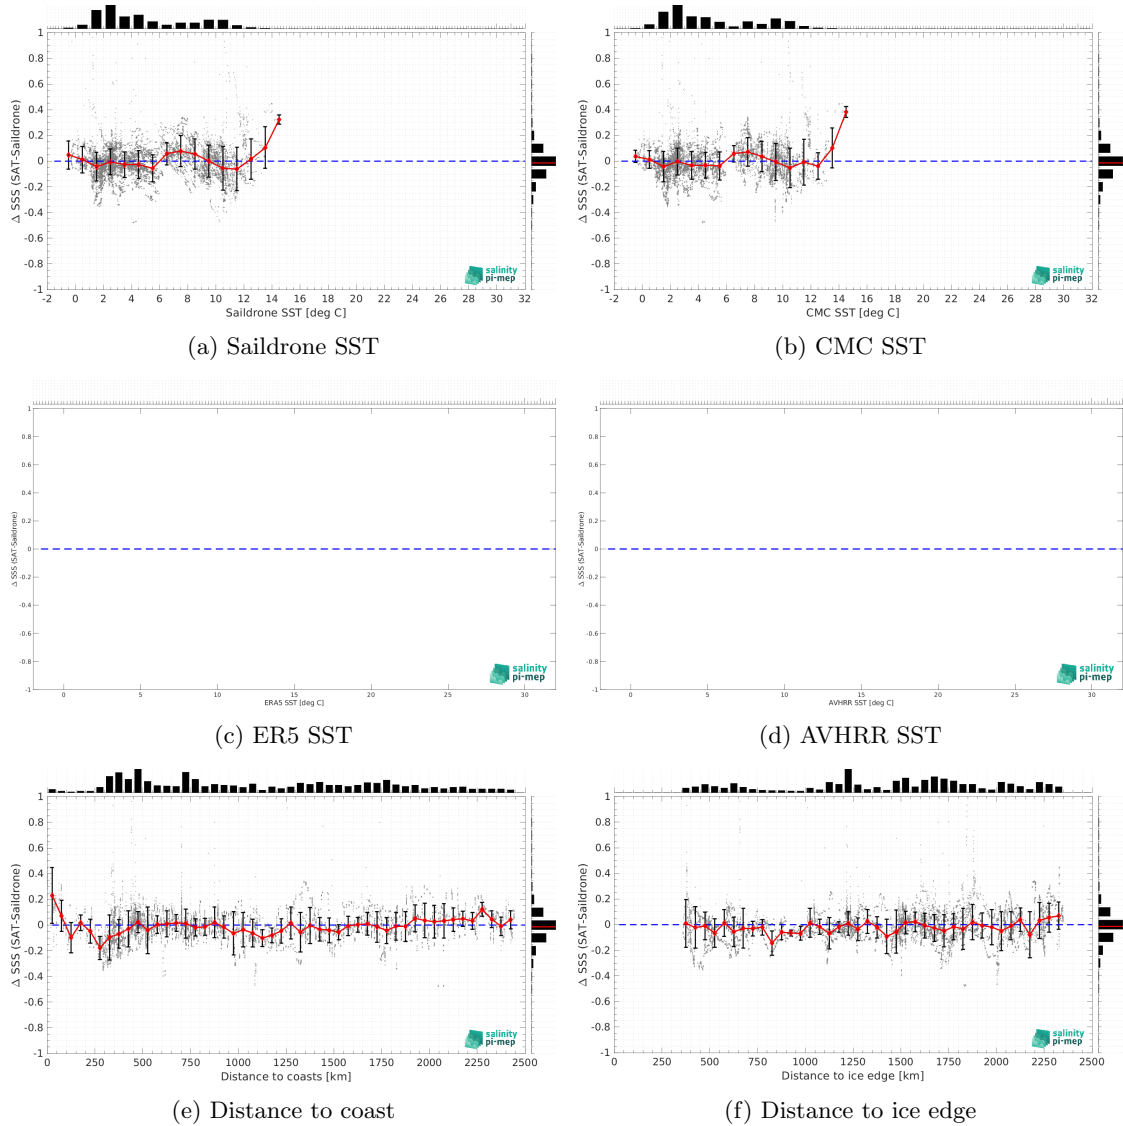 1
0.8
0.6
0.4
0.2
0
-0.2
-0.4
-0.6
-0.8
-1
Δ SSS (SAT-Saildrone)
salinity
pi-mep
-2 0 2 4 6 8 10 12 14 16 18 20 22 24 26 28 30 32
Saildrone SST [deg C]
(a) Saildrone SST
1
0.8
0.6
0.4
0.2
0
-0.2
-0.4
-0.6
-0.8
-1
Δ SSS (SAT-Saildrone)
salinity
pi-mep
-2 0 2 4 6 8 10 12 14 16 18 20 22 24 26 28 30 32
CMC SST [deg C]
(b) CMC SST
1
0.8
0.6
0.4
0.2
0
-0.2
-0.4
-0.6
-0.8
-1
Δ SSS (SAT-Saildrone)
salinity
pi-mep
0 5 10 15 20 25 30
ERA5 SST [deg C]
(c) ER5 SST
1
0.8
0.6
0.4
0.2
0
-0.2
-0.4
-0.6
-0.8
-1
Δ SSS (SAT-Saildrone)
salinity
pi-mep
0 5 10 15 20 25 30
AVHRR SST [deg C]
(d) AVHRR SST
1
0.8
0.6
0.4
0.2
0
-0.2
-0.4
-0.6
-0.8
-1
Δ SSS (SAT-Saildrone)
salinity
pi-mep
0 250 500 750 1000 1250 1500 1750 2000 2250 2500
Distance to coasts [km]
(e) Distance to coast
1
0.8
0.6
0.4
0.2
0
-0.2
-0.4
-0.6
-0.8
-1
Δ SSS (SAT-Saildrone)
salinity
pi-mep
0 250 500 750 1000 1250 1500 1750 2000 2250 2500
Distance to ice edge [km]
(f) Distance to ice edge